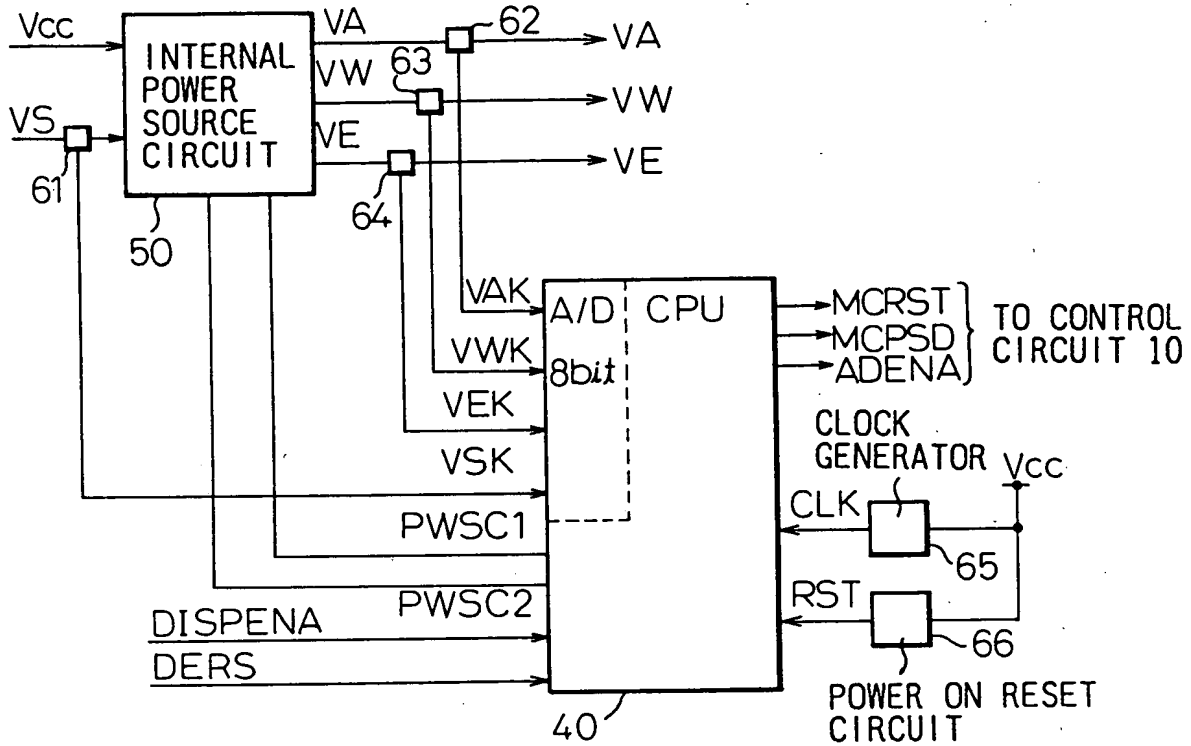 Vcc
VS
61
INTERNAL
POWER
SOURCE
CIRCUIT
50
VA
62
VA
VW
63
VW
VE
64
VE
VAK
VWK
VEK
VSK
PWSC1
PWSC2
DISPENA
DERS
A/D
8bit
CPU
40
MCRST
MCPSD
ADENA
TO CONTROL
CIRCUIT 10
CLOCK
GENERATOR
Vcc
CLK
65
RST
66
POWER ON RESET
CIRCUIT